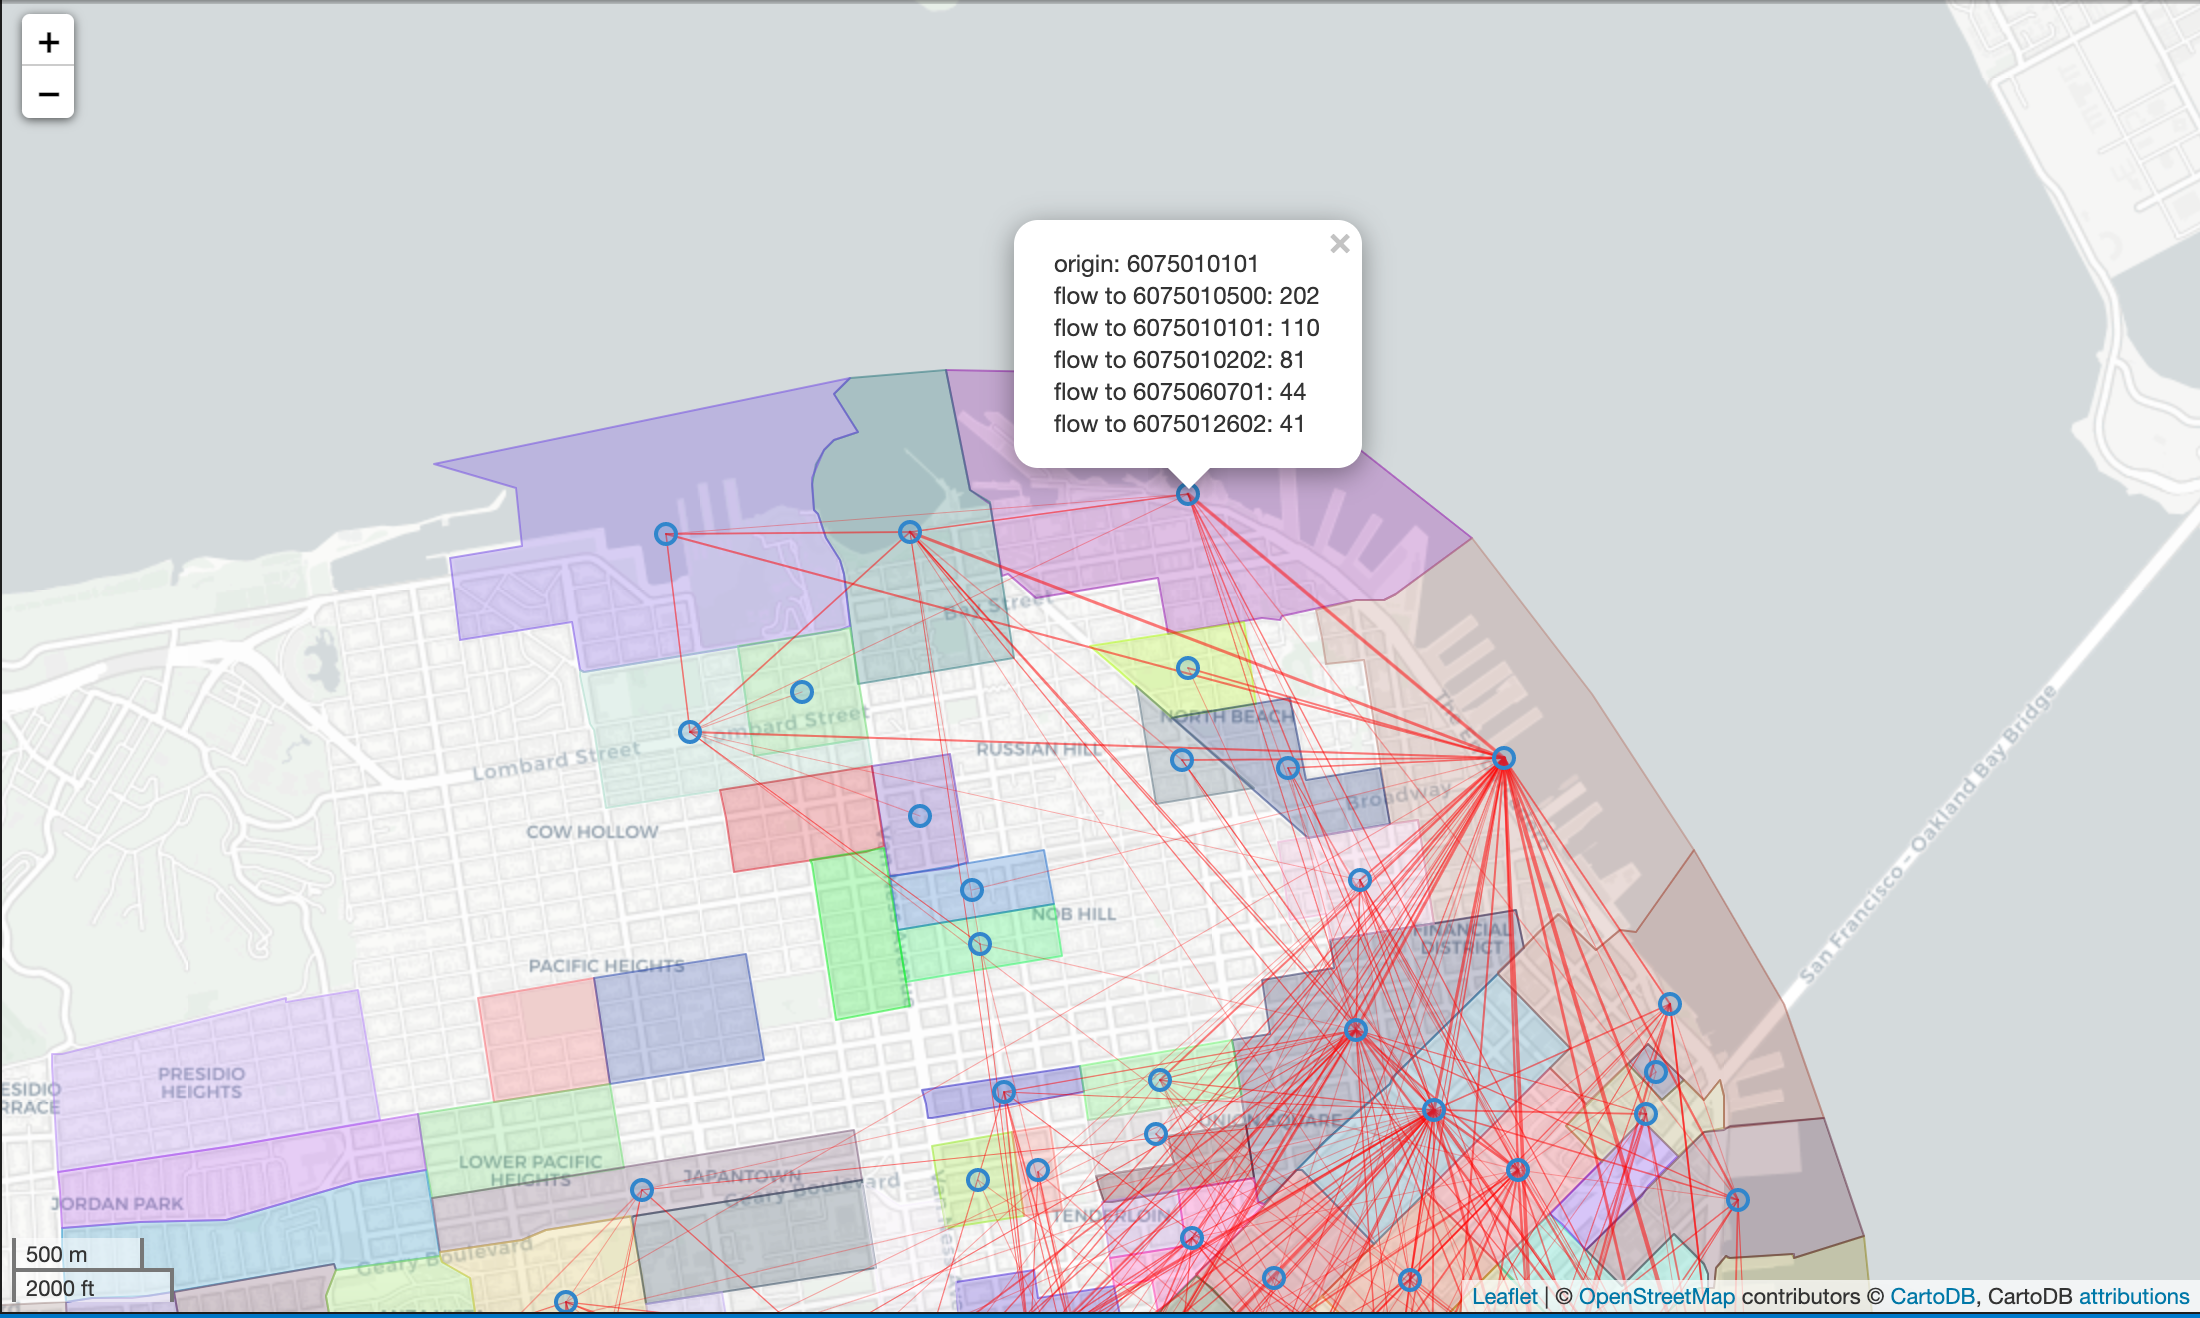 +
−
×
origin: 6075010101
flow to 6075010500: 202
flow to 6075010101: 110
flow to 6075010202: 81
flow to 6075060701: 44
flow to 6075012602: 41
Bay Street
Lombard Street
Lombard Street
NORTH BEACH
RUSSIAN HILL
Broadway
San Francisco - Oakland Bay Bridge
COW HOLLOW
NOB HILL
FINANCIAL
DISTRICT
PACIFIC HEIGHTS
PRESIDIO
HEIGHTS
ESIDIO
RRACE
UNION SQUARE
LOWER PACIFIC
HEIGHTS
JAPANTOWN
Geary Boulevard
JORDAN PARK
TENDERLOIN
Geary Boulevard
500 m
2000 ft
Leaflet | © OpenStreetMap contributors © CartoDB, CartoDB attributions